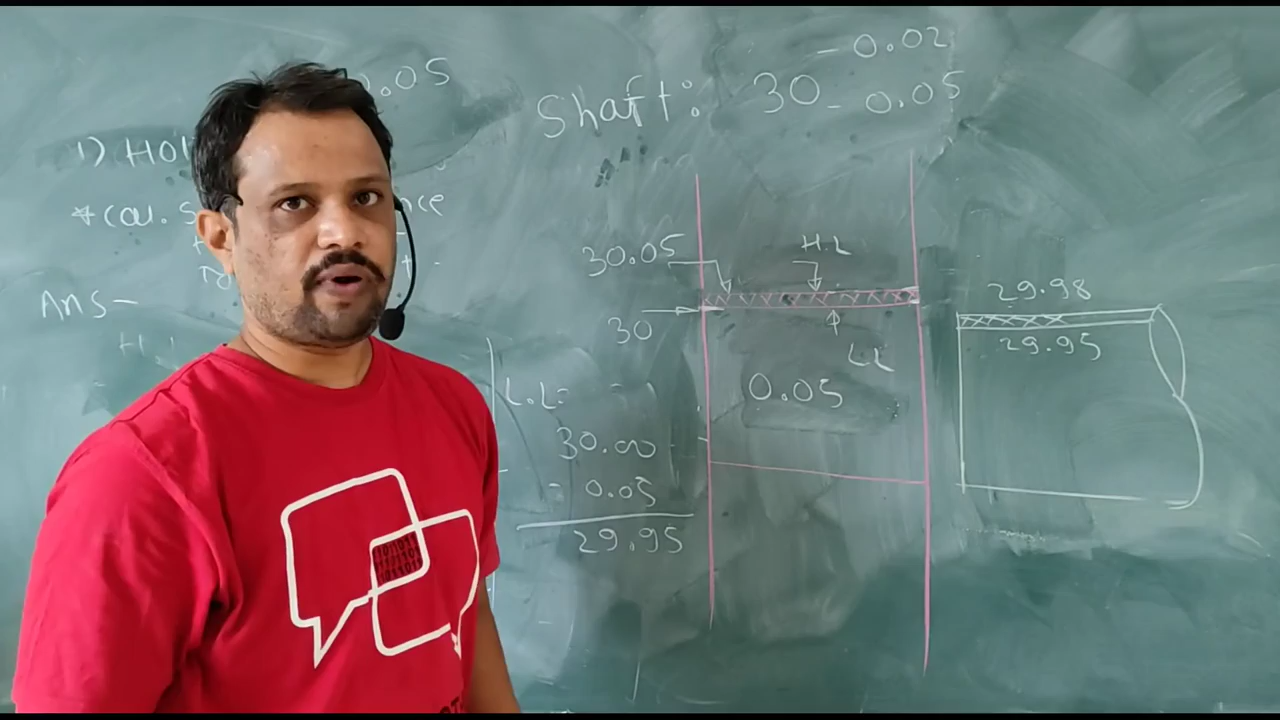 0.05
- 0.02
Shaft: 30 - 0.05
1) Hol
* cal. S
nce
Ans-
H.L
30.05
H.L
30
L.L
0.05
29.98
29.95
L.L=
30.00
- 0.05
29.95